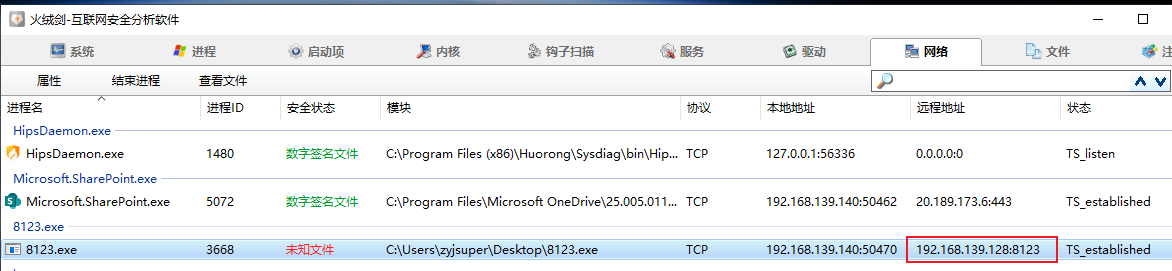 火绒剑-互联网安全分析软件
系统 进程 启动项 内核 钩子扫描 服务 驱动 网络 文件
属性 结束进程 查看文件
进程名 进程ID 安全状态 模块 协议 本地地址 远程地址 状态
HipsDaemon.exe
HipsDaemon.exe 1480 数字签名文件 C:\Program Files (x86)\Huorong\Sysdiag\bin\Hip... TCP 127.0.0.1:56336 0.0.0.0:0 TS_listen
Microsoft.SharePoint.exe
Microsoft.SharePoint.exe 5072 数字签名文件 C:\Program Files\Microsoft OneDrive\25.005.011... TCP 192.168.139.140:50462 20.189.173.6:443 TS_established
8123.exe
8123.exe 3668 未知文件 C:\Users\zyjsuper\Desktop\8123.exe TCP 192.168.139.140:50470 192.168.139.128:8123 TS_established